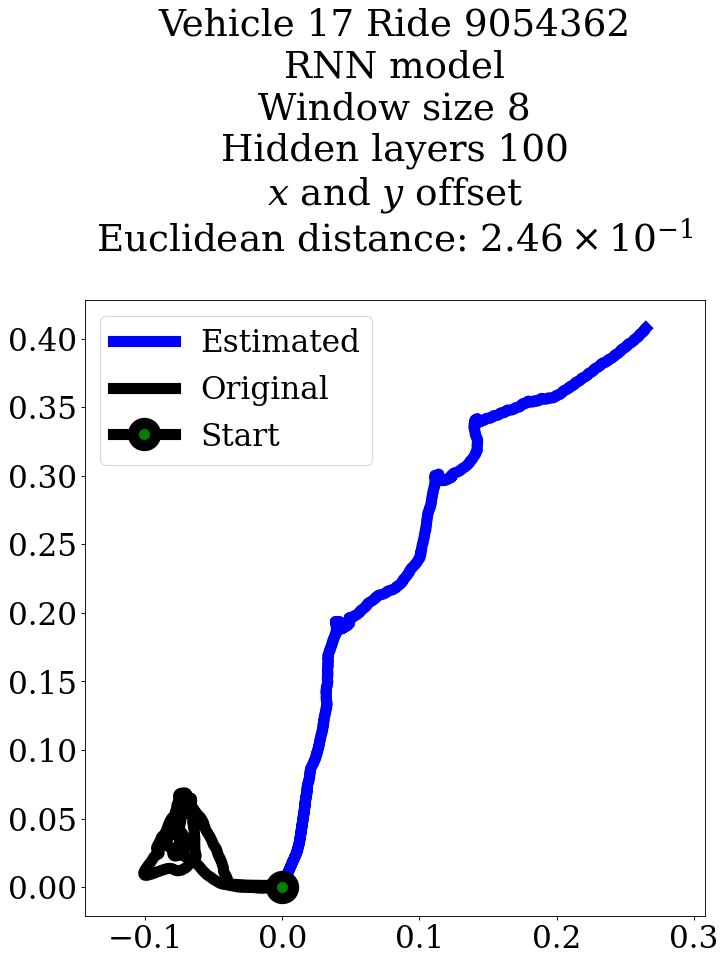 Vehicle 17 Ride 9054362
RNN model
Window size 8
Hidden layers 100
x and y offset
Euclidean distance: 2.46 × 10⁻¹
Estimated
Original
Start
0.40
0.35
0.30
0.25
0.20
0.15
0.10
0.05
0.00
−0.1 0.0 0.1 0.2 0.3